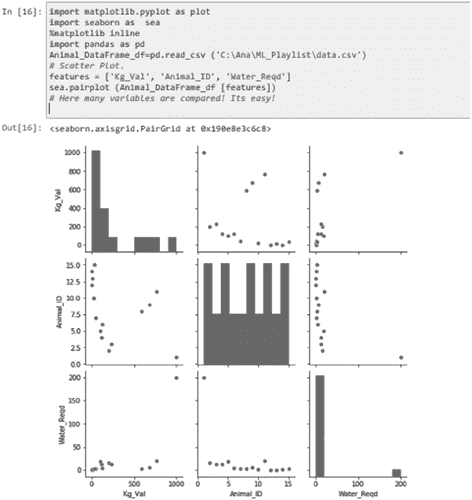 In [16]:
import matplotlib.pyplot as plot
import seaborn as  sea
%matplotlib inline
import pandas as pd
Animal_DataFrame_df=pd.read_csv ('C:\Ana\ML_Playlist\data.csv')
# Scatter Plot.
features = ['Kg_Val', 'Animal_ID', 'Water_Reqd']
sea.pairplot (Animal_DataFrame_df [features])
# Here many variables are compared! Its easy!
Out[16]: <seaborn.axisgrid.PairGrid at 0x190e8e3c6c8>
1000
800
600
400
200
0
Kg_Val
15.0
12.5
10.0
7.5
5.0
2.5
0.0
Animal_ID
200
150
100
50
0
Water_Reqd
0 500 1000
Kg_Val
0 5 10 15
Animal_ID
0 100 200
Water_Reqd